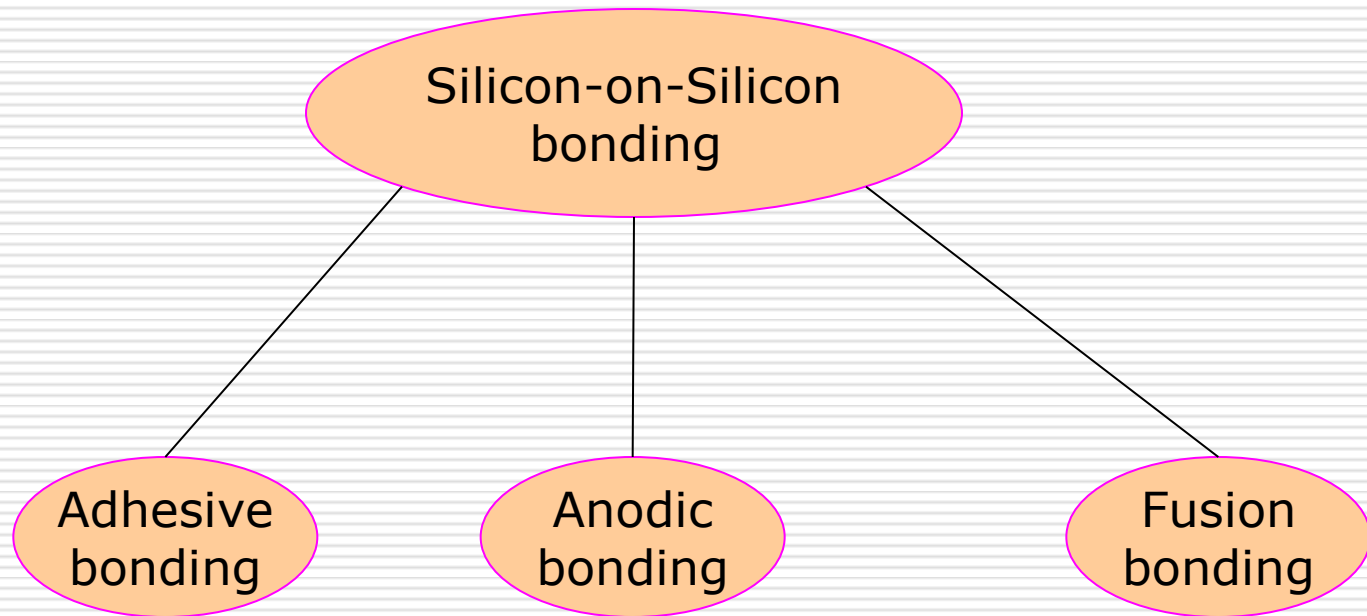 Silicon-on-Silicon
bonding
Adhesive
bonding
Anodic
bonding
Fusion
bonding